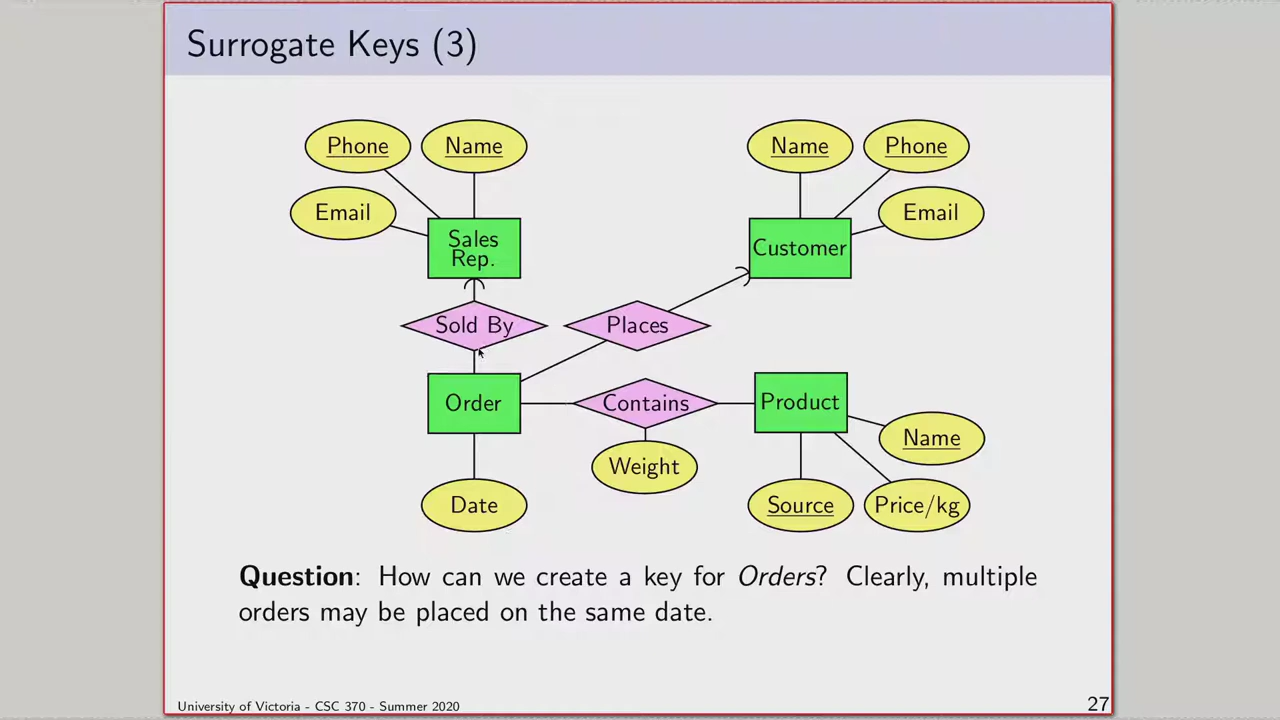 Surrogate Keys (3)
Phone
Name
Name
Phone
Email
Email
Sales
Rep.
Customer
Sold By
Places
Order
Contains
Product
Name
Weight
Date
Source
Price/kg
Question: How can we create a key for Orders? Clearly, multiple
orders may be placed on the same date.
University of Victoria - CSC 370 - Summer 2020
27